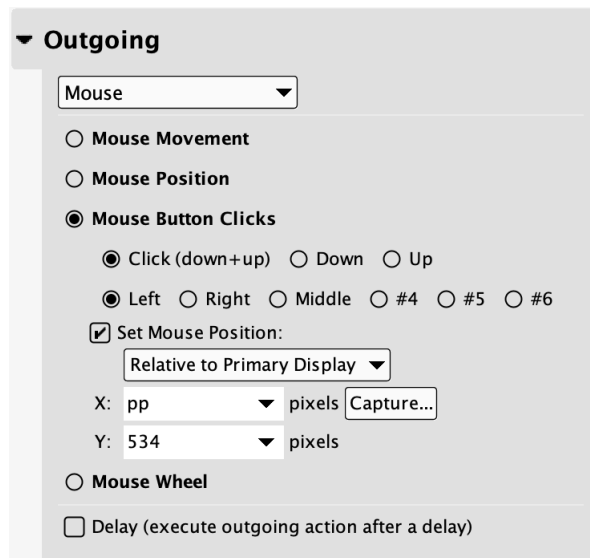 Outgoing
Mouse
Mouse Movement
Mouse Position
Mouse Button Clicks
Click (down+up) Down Up
Left Right Middle #4 #5 #6
Set Mouse Position:
Relative to Primary Display
X: pp pixels Capture...
Y: 534 pixels
Mouse Wheel
Delay (execute outgoing action after a delay)